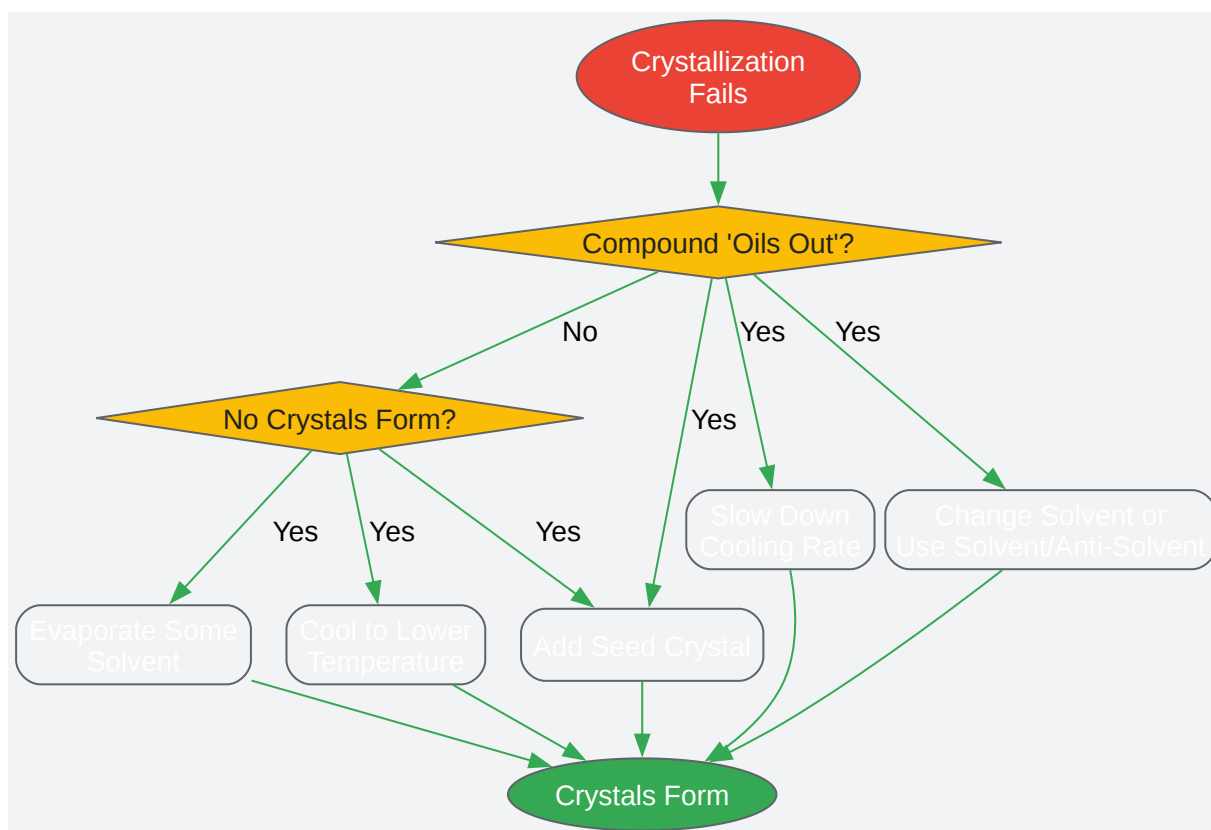 Crystallization
Fails
Compound 'Oils Out'?
No
Yes
Yes
Yes
No Crystals Form?
Yes
Yes
Yes
Slow Down
Cooling Rate
Change Solvent or
Use Solvent/Anti-Solvent
Evaporate Some
Solvent
Cool to Lower
Temperature
Add Seed Crystal
Crystals Form